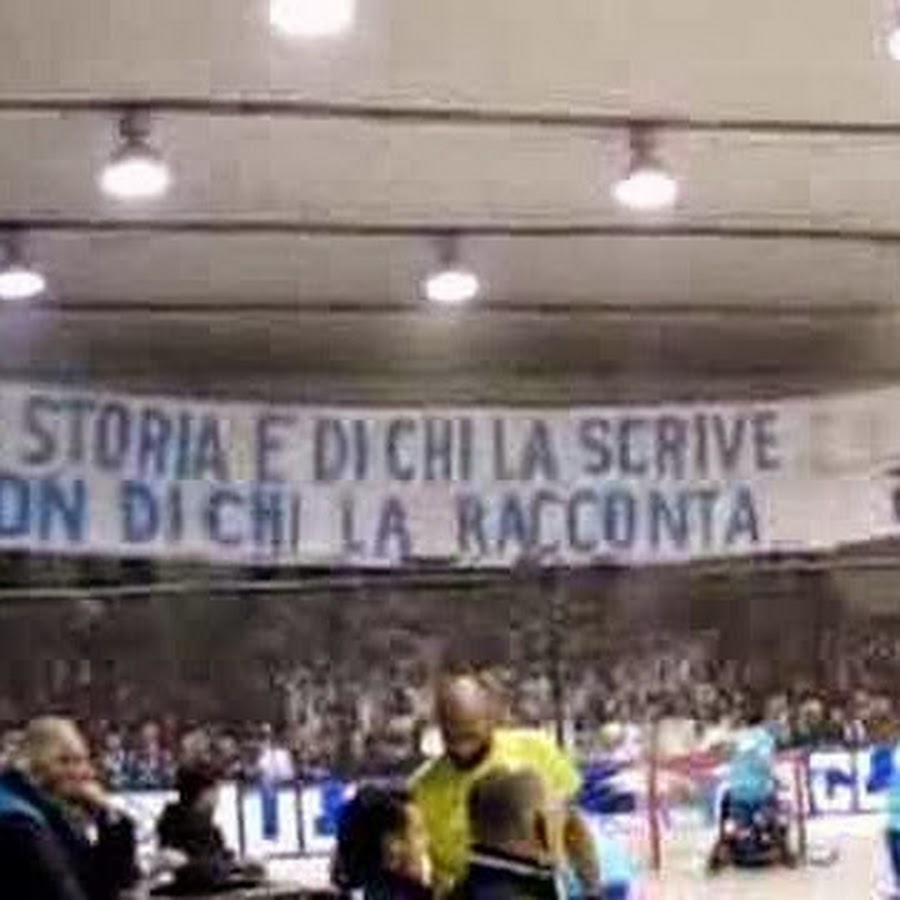 STORIA E DI CHI LA SCRIVE
ON DI CHI LA RACCONTA